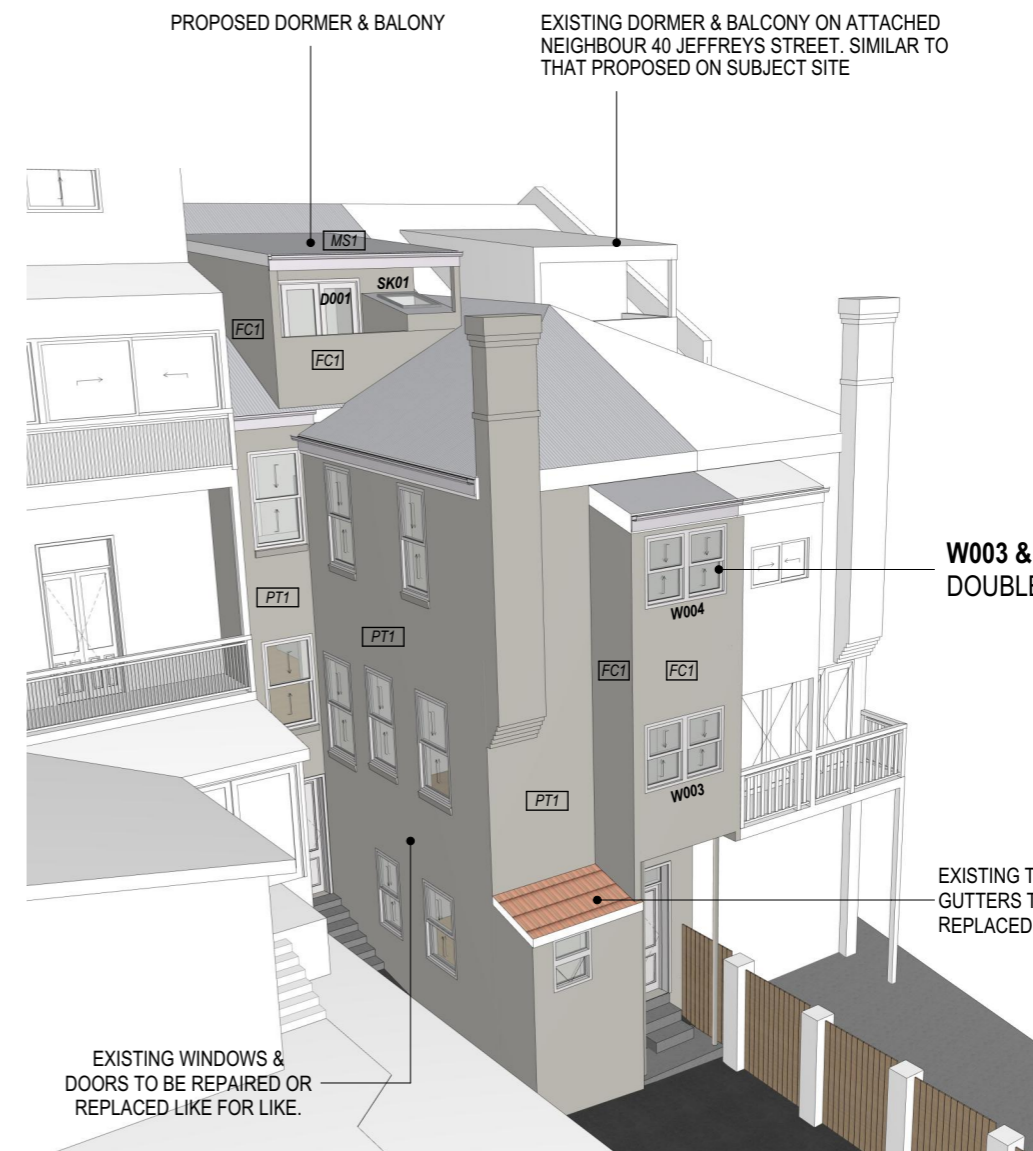 PROPOSED DORMER & BALONY
EXISTING DORMER & BALCONY ON ATTACHED
NEIGHBOUR 40 JEFFREYS STREET. SIMILAR TO
THAT PROPOSED ON SUBJECT SITE
MS1
SK01
D001
FC1
FC1
W003 &
DOUBLE
W004
PT1
PT1
FC1
FC1
W003
PT1
EXISTING T
GUTTERS T
REPLACED
EXISTING WINDOWS &
DOORS TO BE REPAIRED OR
REPLACED LIKE FOR LIKE.